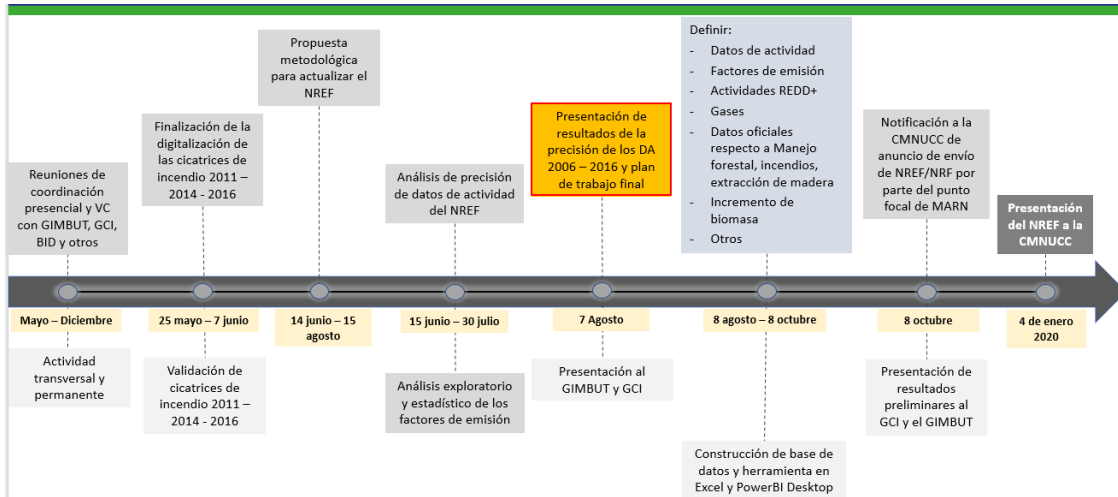 Reuniones de
coordinación
presencial y VC
con GIMBUT, GCI,
BID y otros
Finalización de la
digitalización de
las cicatrices de
incendio 2011 –
2014 - 2016
Propuesta
metodológica
para actualizar el
NREF
Análisis de precisión
de datos de actividad
del NREF
Presentación de
resultados de la
precisión de los DA
2006 – 2016 y plan
de trabajo final
Definir:
- Datos de actividad
- Factores de emisión
- Actividades REDD+
- Gases
- Datos oficiales
respecto a Manejo
forestal, incendios,
extracción de madera
- Incremento de
biomasa
- Otros
Notificación a la
CMNUCC de
anuncio de envío
de NREF/NRF por
parte del punto
focal de MARN
Presentación
del NREF a la
CMNUCC
Mayo – Diciembre
25 mayo – 7 junio
14 junio – 15
agosto
15 junio – 30 julio
7 Agosto
8 agosto – 8 octubre
8 octubre
4 de enero
2020
Actividad
transversal y
permanente
Validación de
cicatrices de
incendio 2011 –
2014 - 2016
Análisis exploratorio
y estadístico de los
factores de emisión
Presentación al
GIMBUT y GCI
Construcción de base de
datos y herramienta en
Excel y PowerBI Desktop
Presentación de
resultados
preliminares al
GCI y el GIMBUT